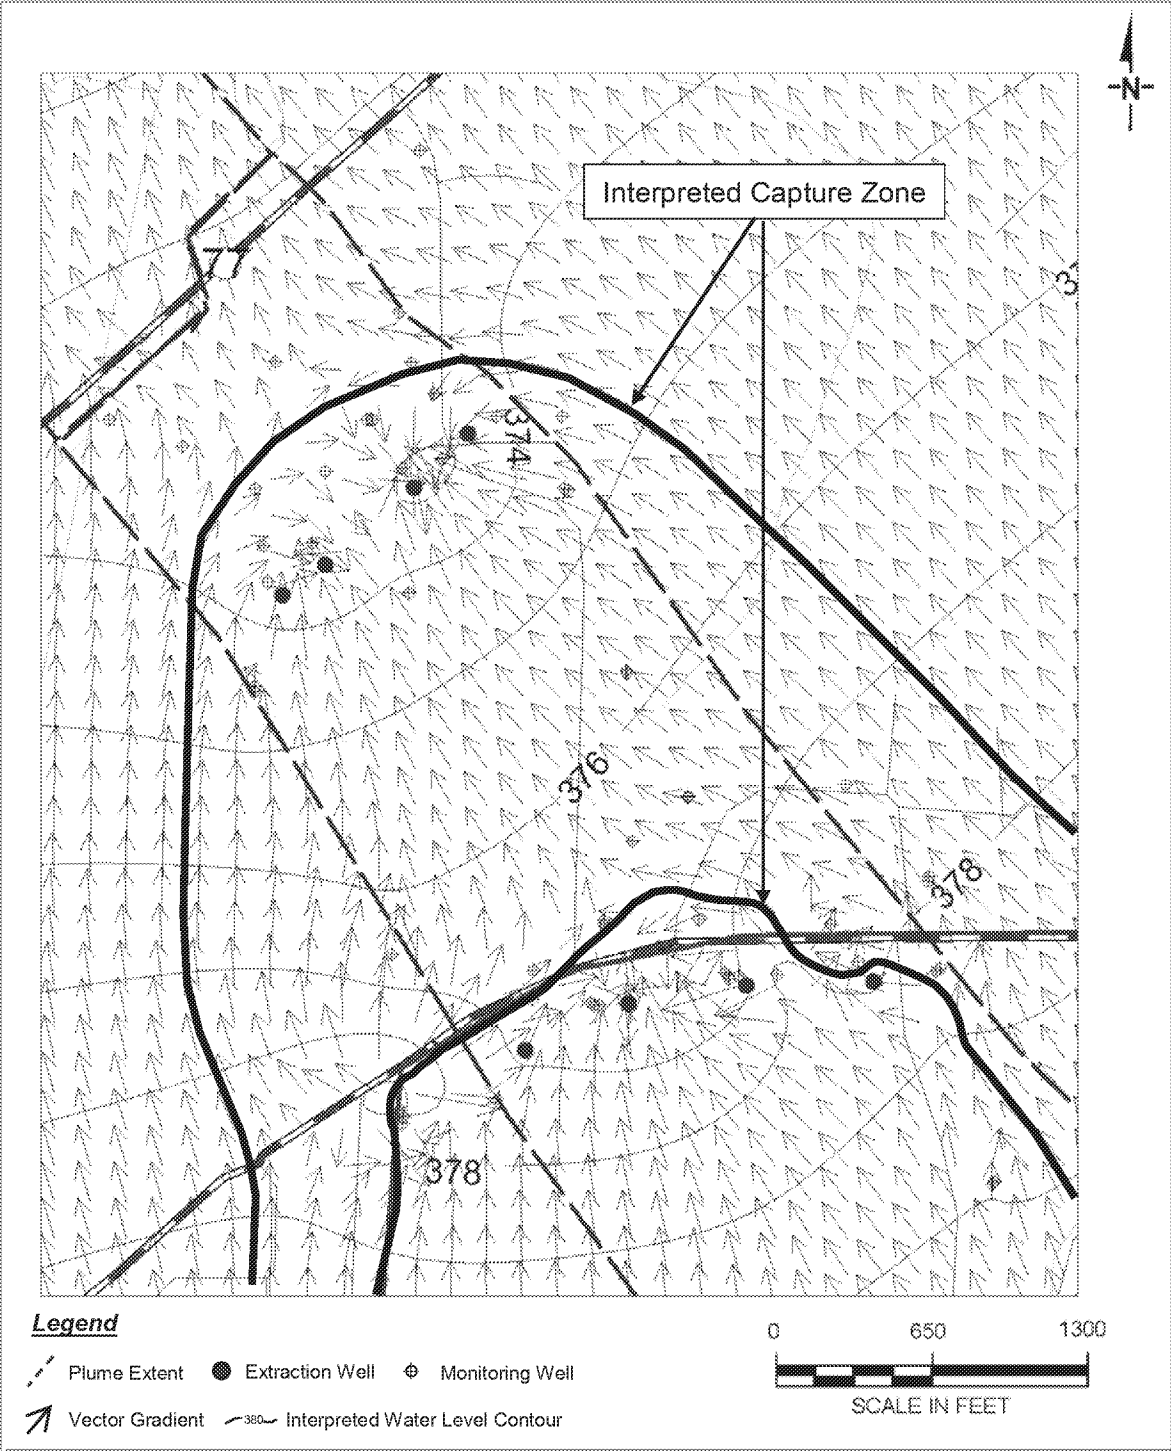 N
Interpreted Capture Zone
77
374
376
378
378
Legend
Plume Extent
Extraction Well
Monitoring Well
Vector Gradient
380
Interpreted Water Level Contour
0
650
1300
SCALE IN FEET